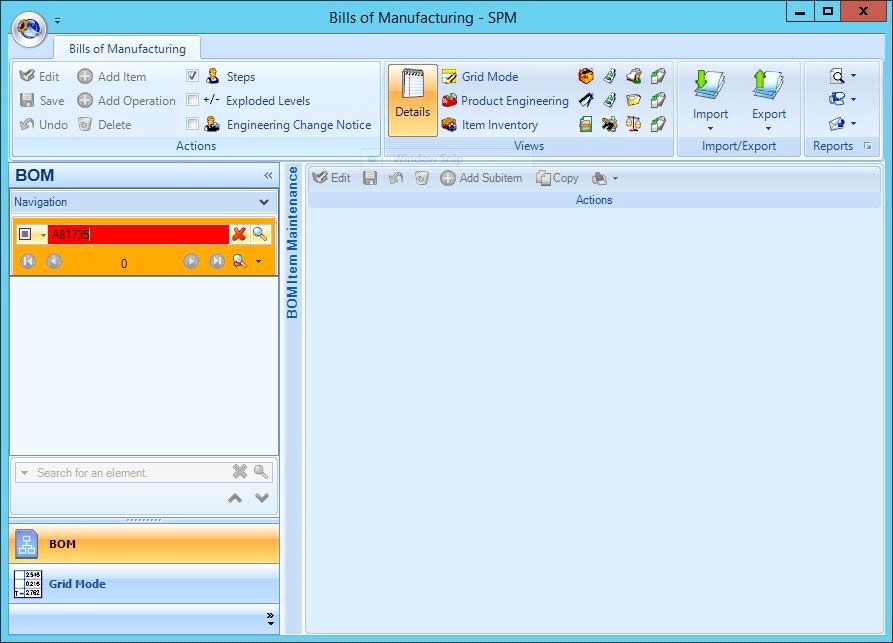 Bills of Manufacturing - SPM
Bills of Manufacturing
Edit Add Item Steps
Save Add Operation +/- Exploded Levels
Undo Delete Engineering Change Notice
Actions
Details
Grid Mode
Product Engineering
Item Inventory
Views
Import Export
Import/Export
Reports
Window Snip
BOM
Navigation
A81735
0
Search for an element.
BOM
Grid Mode
BOM Item Maintenance
Edit Add Subitem Copy
Actions